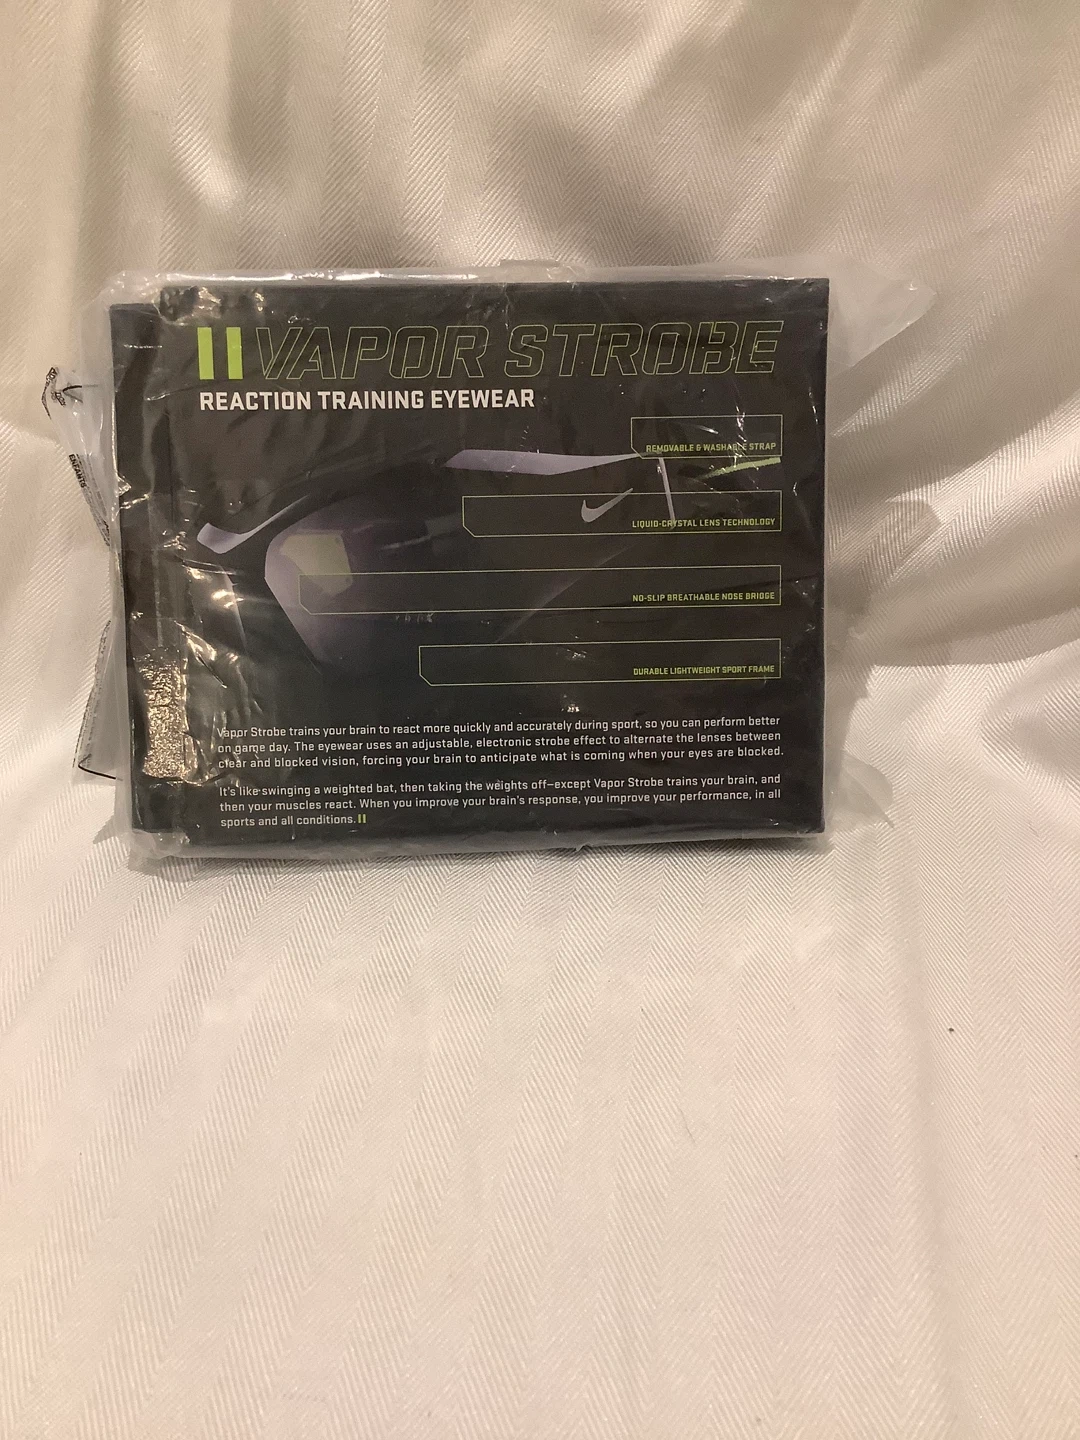 VAPOR STROBE
REACTION TRAINING EYEWEAR
REMOVABLE & WASHABLE STRAP
LIQUID-CRYSTAL LENS TECHNOLOGY
NO-SLIP BREATHABLE NOSE BRIDGE
DURABLE LIGHTWEIGHT SPORT FRAME
Vapor Strobe trains your brain to react more quickly and accurately during sport, so you can perform better
on game day. The eyewear uses an adjustable, electronic strobe effect to alternate the lenses between
clear and blocked vision, forcing your brain to anticipate what is coming when your eyes are blocked.
It's like swinging a weighted bat, then taking the weights off—except Vapor Strobe trains your brain, and
then your muscles react. When you improve your brain's response, you improve your performance, in all
sports and all conditions.
ENFANTS